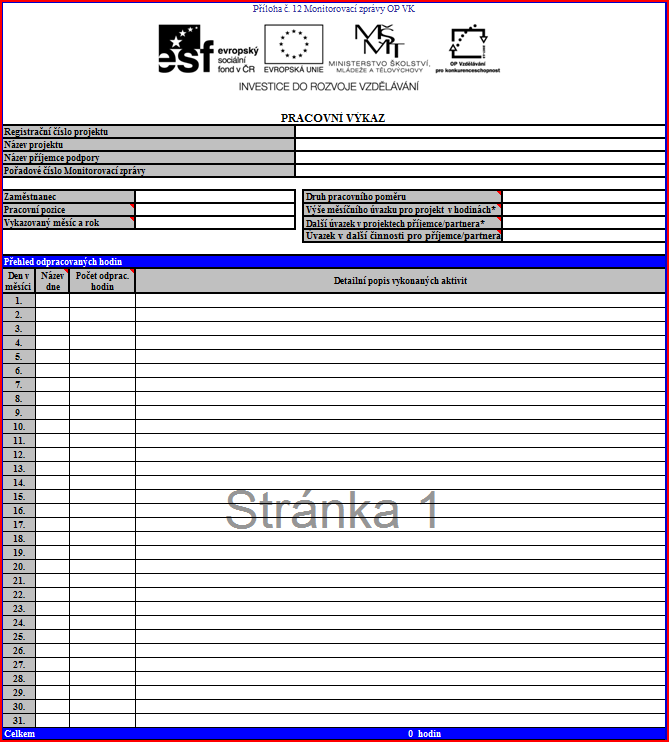 Příloha č. 12 Monitorovací zprávy OP VK
esf evropský sociální fond v ČR
EVROPSKÁ UNIE
MINISTERSTVO ŠKOLSTVÍ, MLÁDEŽE A TĚLOVÝCHOVY
OP Vzdělávání pro konkurenceschopnost
INVESTICE DO ROZVOJE VZDĚLÁVÁNÍ
PRACOVNÍ VÝKAZ
Registrační číslo projektu
Název projektu
Název příjemce podpory
Pořadové číslo Monitorovací zprávy
Zaměstnanec
Pracovní pozice
Vykazovaný měsíc a rok
Druh pracovního poměru
Výše měsíčního úvazku pro projekt v hodinách*
Další úvazek v projektech příjemce/partnera*
Úvazek v další činnosti pro příjemce/partnera
Přehled odpracovaných hodin
Den v měsíci
Název dne
Počet odprac. hodin
Detailní popis vykonaných aktivit
1.
2.
3.
4.
5.
6.
7.
8.
9.
10.
11.
12.
13.
14.
15.
16.
17.
18.
19.
20.
21.
22.
23.
24.
25.
26.
27.
28.
29.
30.
31.
Stránka 1
Celkem 0 hodin